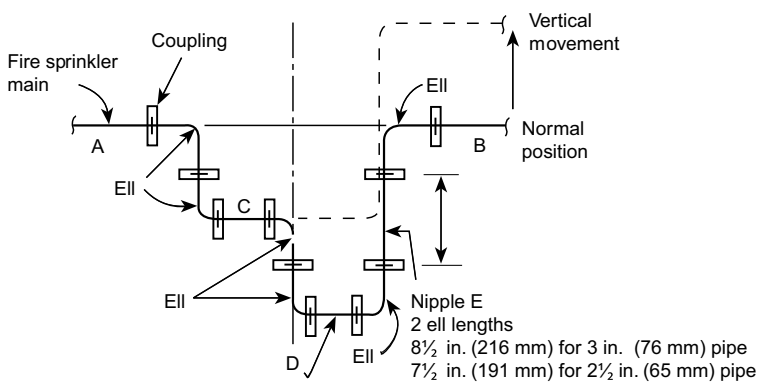 Vertical
movement
Coupling
Fire sprinkler
main
Ell
A
B
Normal
position
Ell
C
Ell
Nipple E
2 ell lengths
8½ in. (216 mm) for 3 in. (76 mm) pipe
7½ in. (191 mm) for 2½ in. (65 mm) pipe
D
Ell